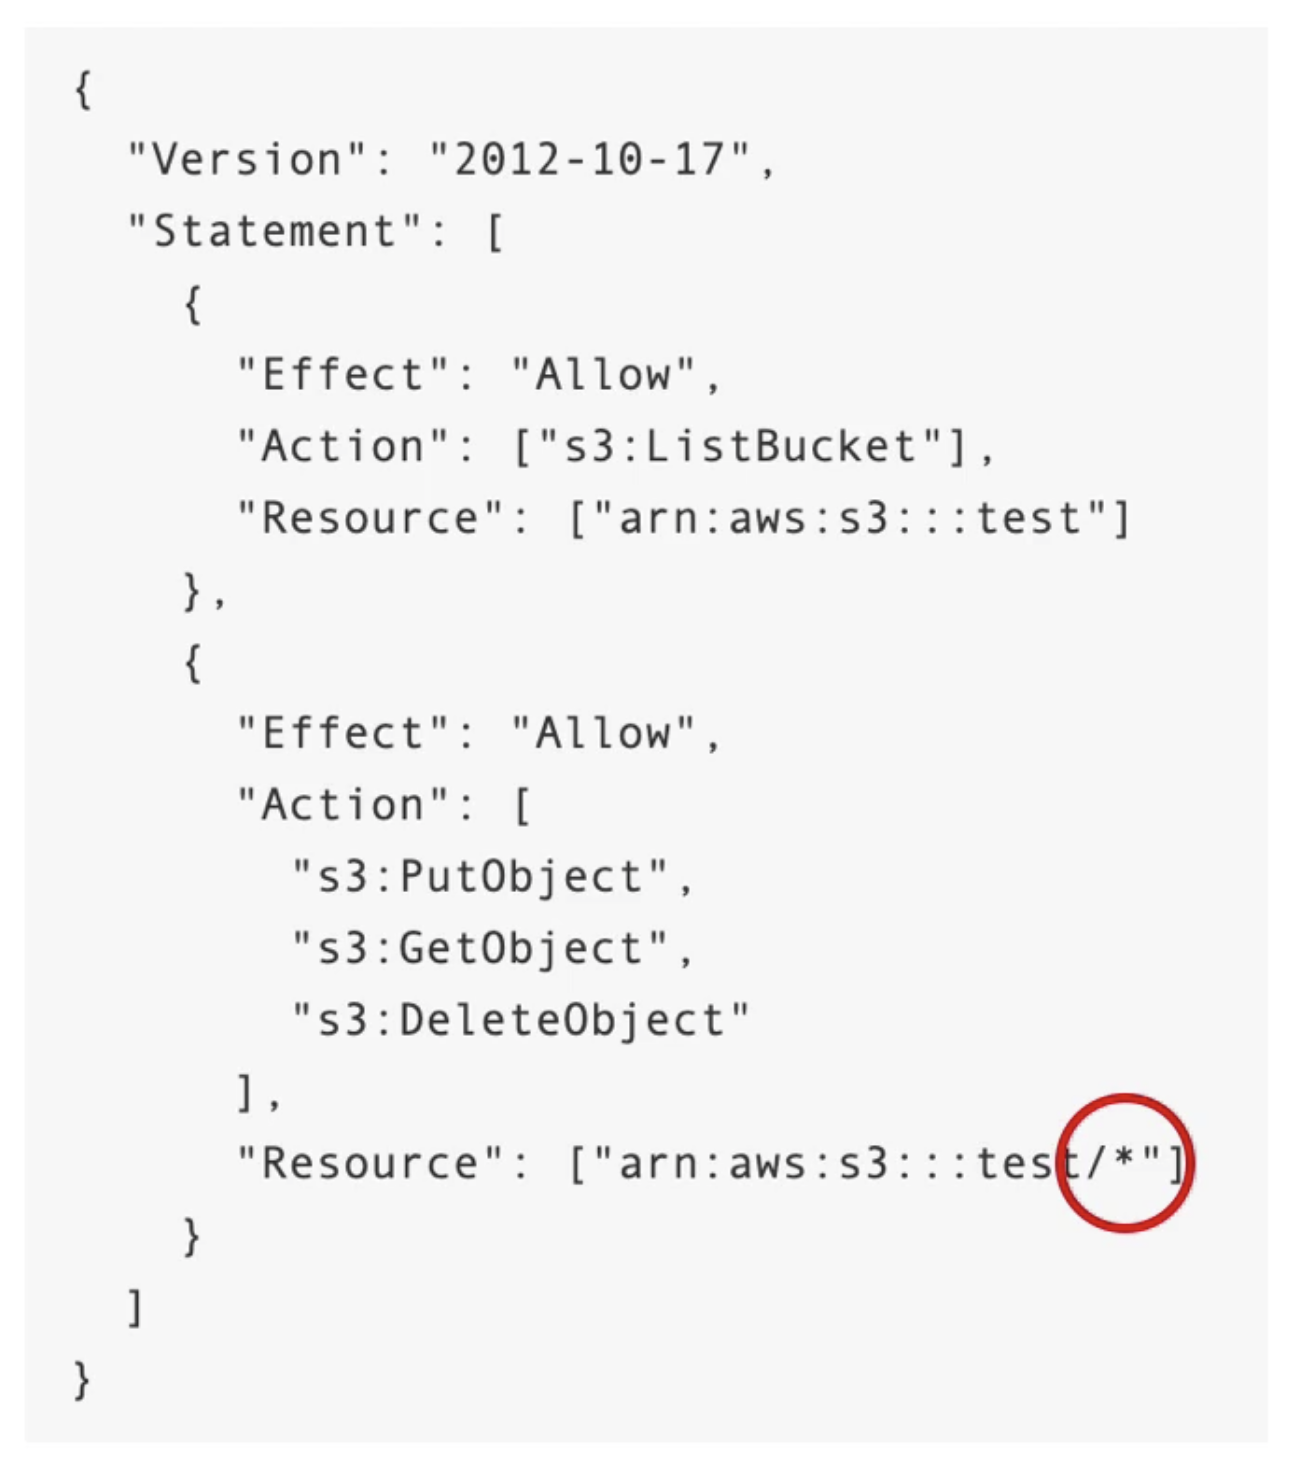 {
"Version": "2012-10-17",
"Statement": [
{
"Effect": "Allow",
"Action": ["s3:ListBucket"],
"Resource": ["arn:aws:s3:::test"]
},
{
"Effect": "Allow",
"Action": [
"s3:PutObject",
"s3:GetObject",
"s3:DeleteObject"
],
"Resource": ["arn:aws:s3:::test/*"]
}
]
}